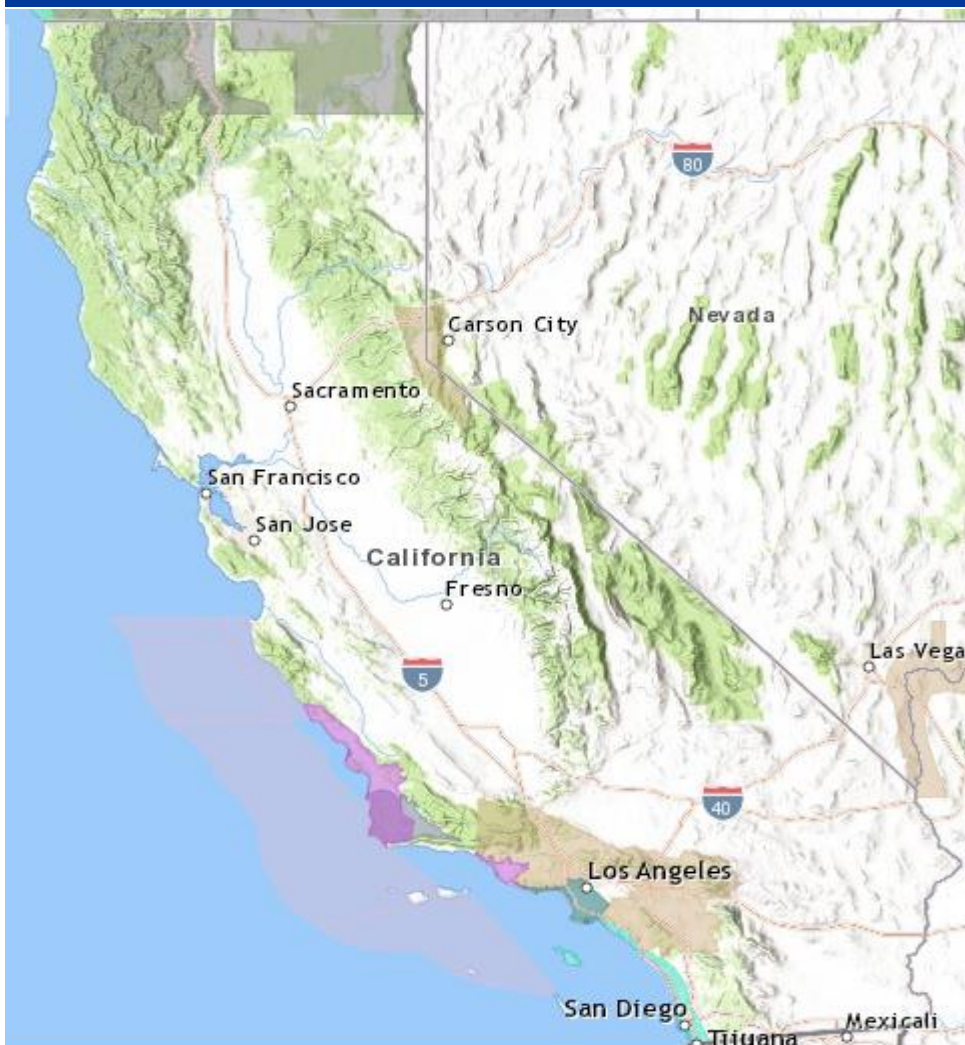 80
Nevada
Carson City
Sacramento
San Francisco
San Jose
California
Fresno
Las Vega
5
40
Los Angeles
San Diego
Mexicali
Tijuana